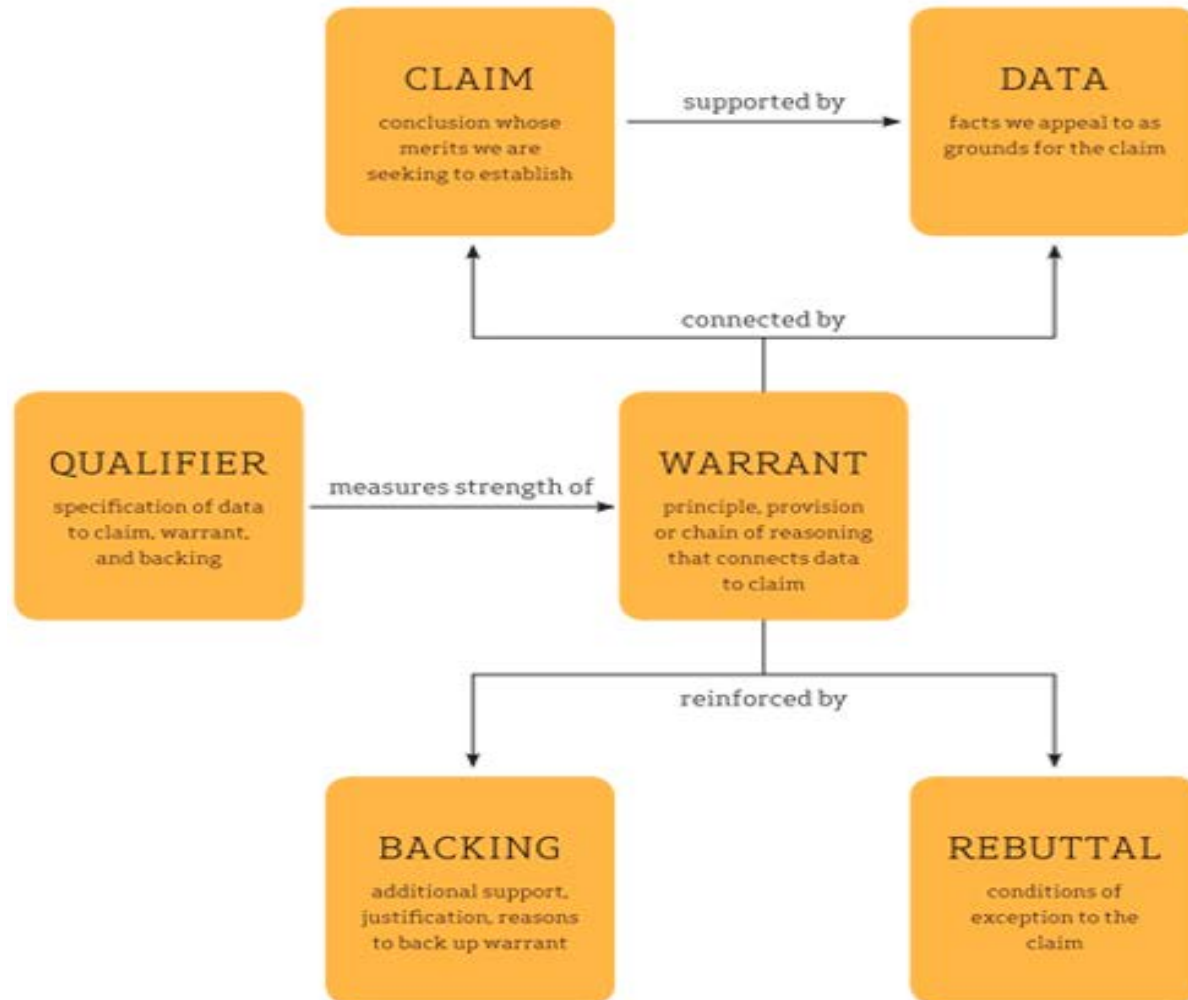 CLAIM
conclusion whose
merits we are
seeking to establish
supported by
DATA
facts we appeal to as
grounds for the claim
connected by
QUALIFIER
specification of data
to claim, warrant,
and backing
measures strength of
WARRANT
principle, provision
or chain of reasoning
that connects data
to claim
reinforced by
BACKING
additional support,
justification, reasons
to back up warrant
REBUTTAL
conditions of
exception to the
claim